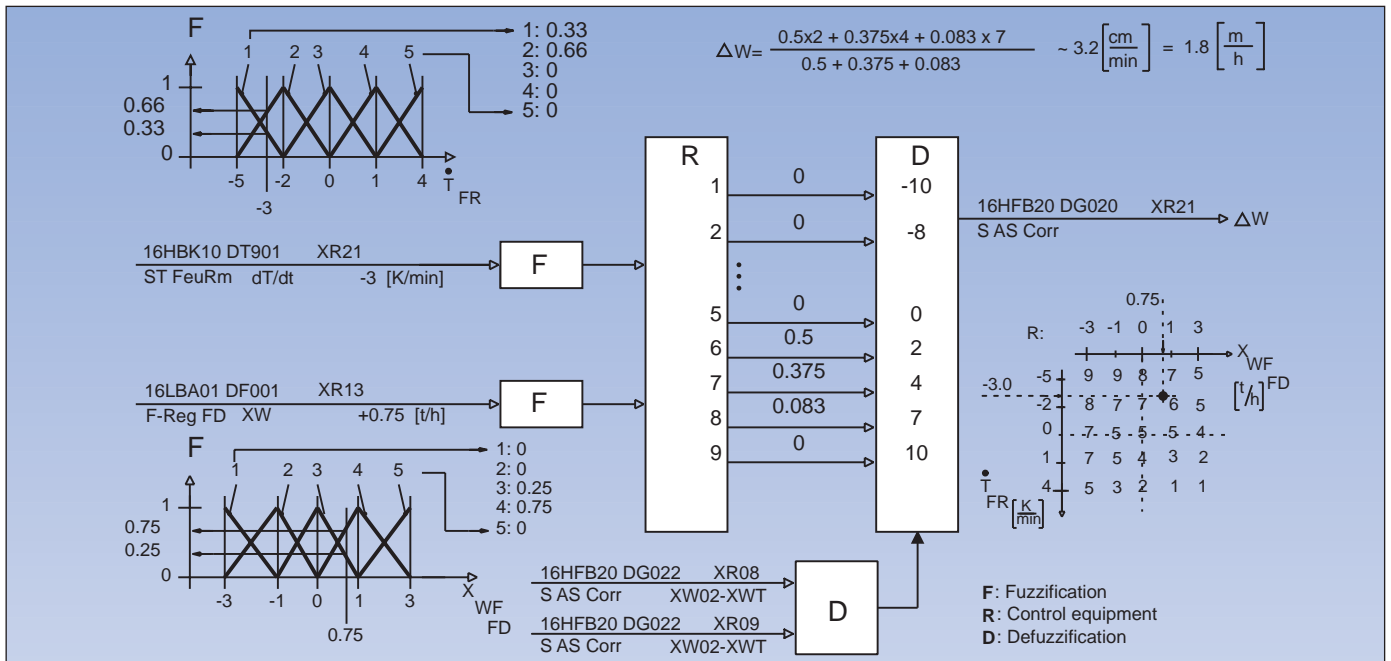 F
1 2 3 4 5
1
0.66
0.33
0
-5 -2 0 1 4
-3
T FR
1: 0.33
2: 0.66
3: 0
4: 0
5: 0
ΔW= 0.5x2 + 0.375x4 + 0.083 x 7
0.5 + 0.375 + 0.083
~ 3.2 [cm/min] = 1.8 [m/h]
16HBK10 DT901 XR21
ST FeuRm dT/dt -3 [K/min]
F
16LBA01 DF001 XR13
F-Reg FD XW +0.75 [t/h]
F
F
1 2 3 4 5
1
0.75
0.25
0
-3 -1 0 1 3
0.75
X WF FD
1: 0
2: 0
3: 0.25
4: 0.75
5: 0
R
1 0
2 0
5 0
6 0.5
7 0.375
8 0.083
9 0
D
-10
-8
0
2
4
7
10
16HFB20 DG020 XR21
S AS Corr
ΔW
16HFB20 DG022 XR08
S AS Corr XW02-XWT
16HFB20 DG022 XR09
S AS Corr XW02-XWT
D
0.75
R: -3 -1 0 1 3
X WF FD [t/h]
-3.0
-5 9 9 8 7 5
-2 8 7 7 6 5
0 7 5 5 5 4
1 7 5 4 3 2
4 5 3 2 1 1
T FR [K/min]
F: Fuzzification
R: Control equipment
D: Defuzzification